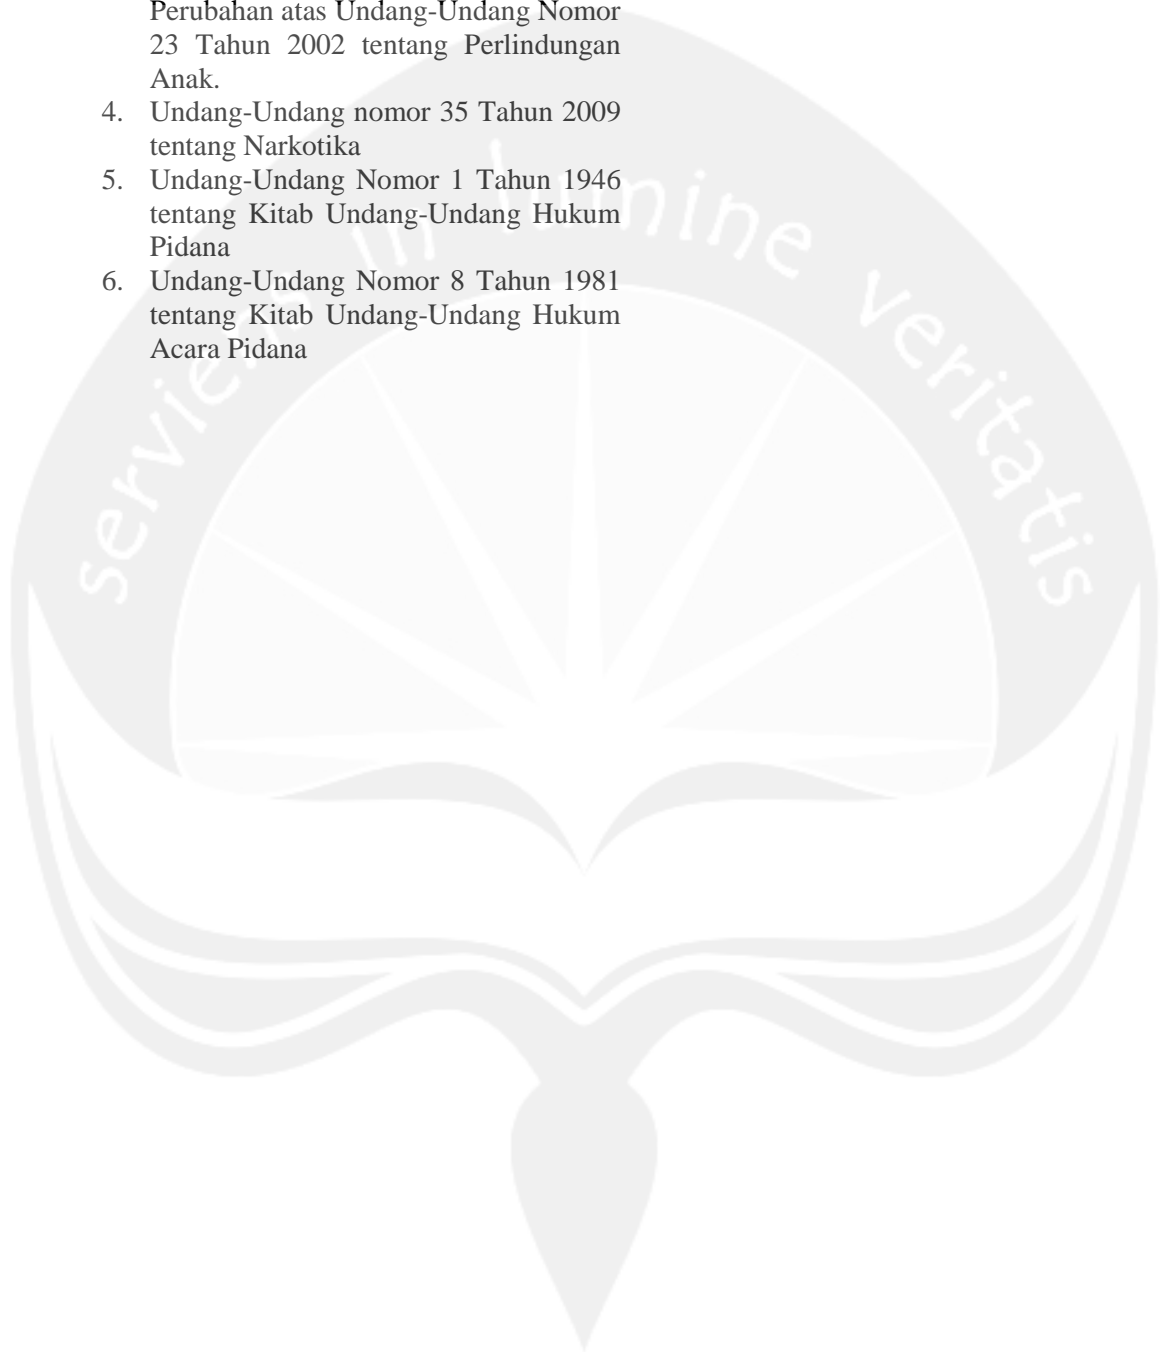 Perubahan atas Undang-Undang Nomor
23 Tahun 2002 tentang Perlindungan
Anak.
4. Undang-Undang nomor 35 Tahun 2009
tentang Narkotika
5. Undang-Undang Nomor 1 Tahun 1946
tentang Kitab Undang-Undang Hukum
Pidana
6. Undang-Undang Nomor 8 Tahun 1981
tentang Kitab Undang-Undang Hukum
Acara Pidana
serviens in lumine veritatis